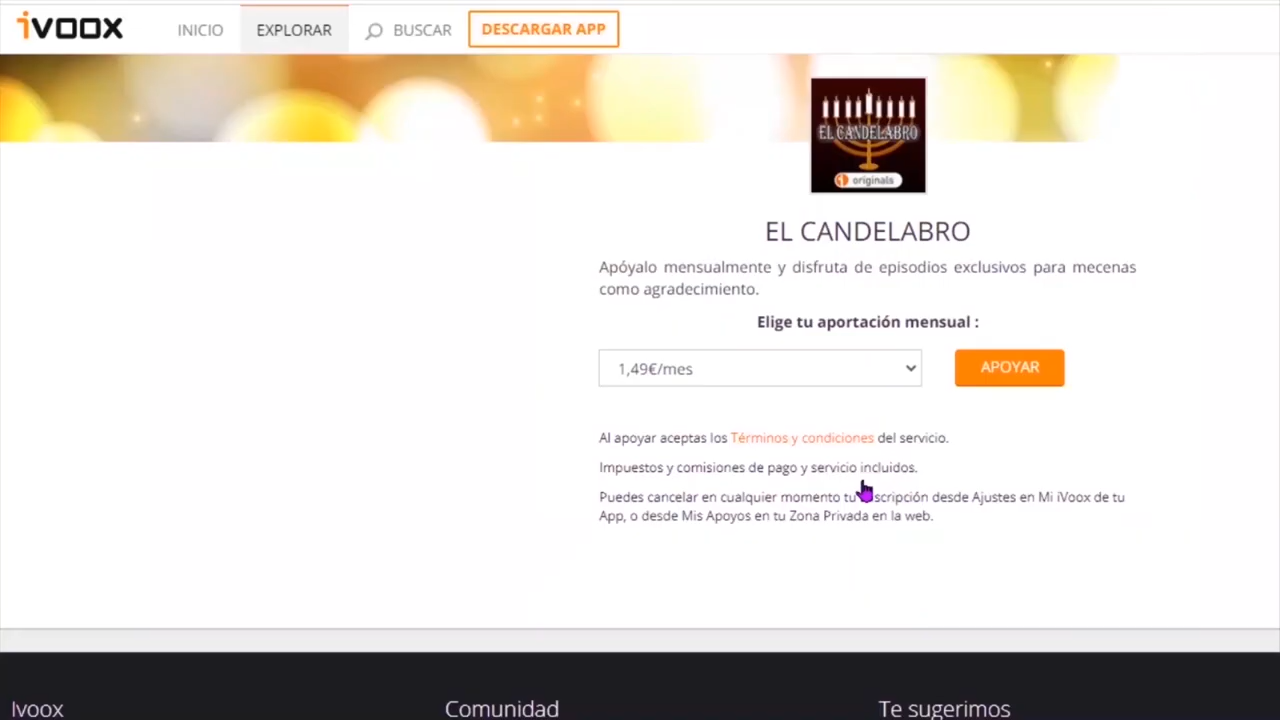 ivoox INICIO EXPLORAR BUSCAR DESCARGAR APP
EL CANDELABRO
originals
EL CANDELABRO
Apóyalo mensualmente y disfruta de episodios exclusivos para mecenas
como agradecimiento.
Elige tu aportación mensual :
1,49€/mes APOYAR
Al apoyar aceptas los Términos y condiciones del servicio.
Impuestos y comisiones de pago y servicio incluidos.
Puedes cancelar en cualquier momento tu scripción desde Ajustes en Mi iVoox de tu
App, o desde Mis Apoyos en tu Zona Privada en la web.
Ivoox Comunidad Te sugerimos